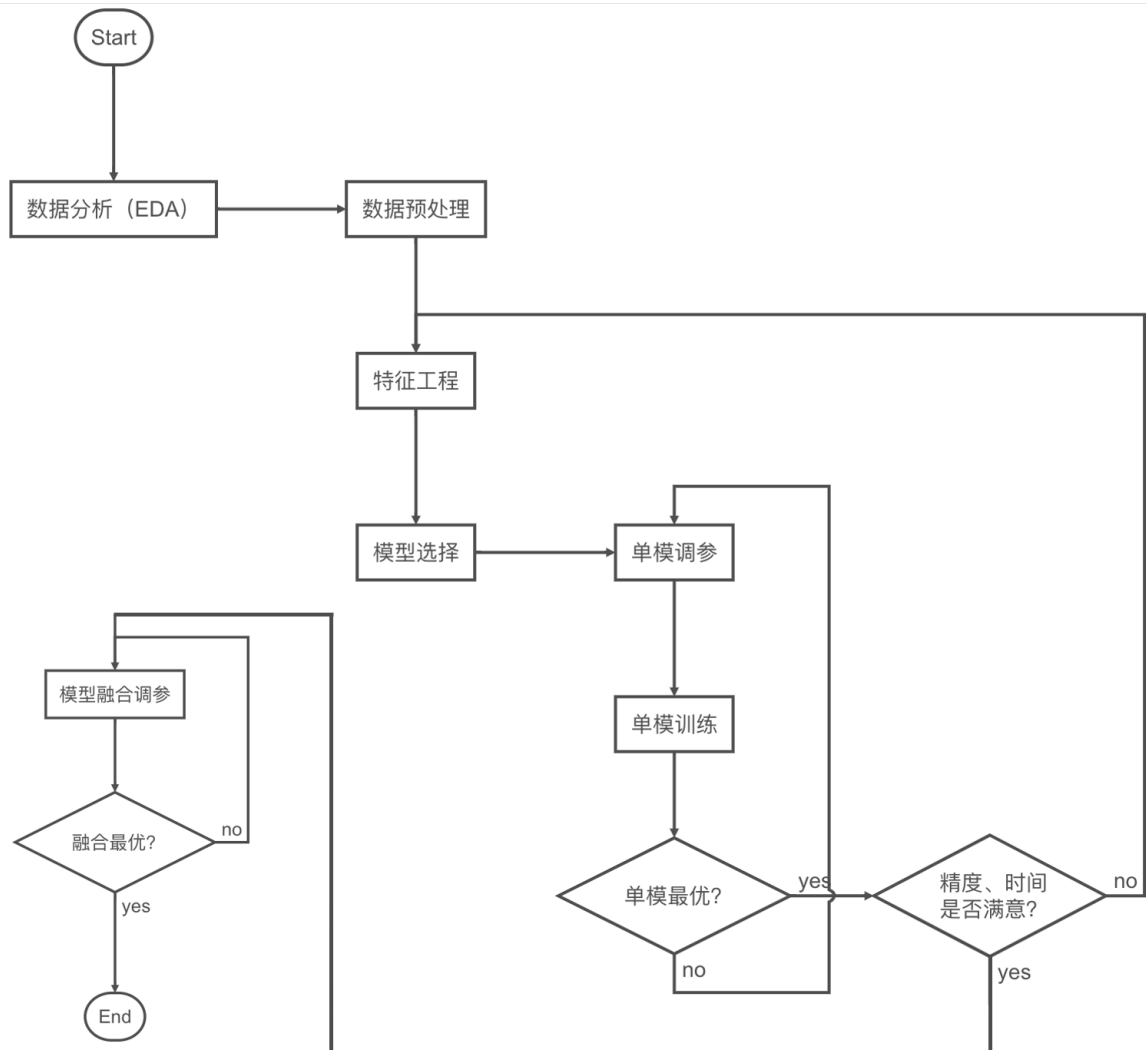 Start
数据分析（EDA）
数据预处理
特征工程
模型选择
单模调参
单模训练
单模最优?
yes
no
精度、时间
是否满意?
no
yes
模型融合调参
融合最优?
no
yes
End